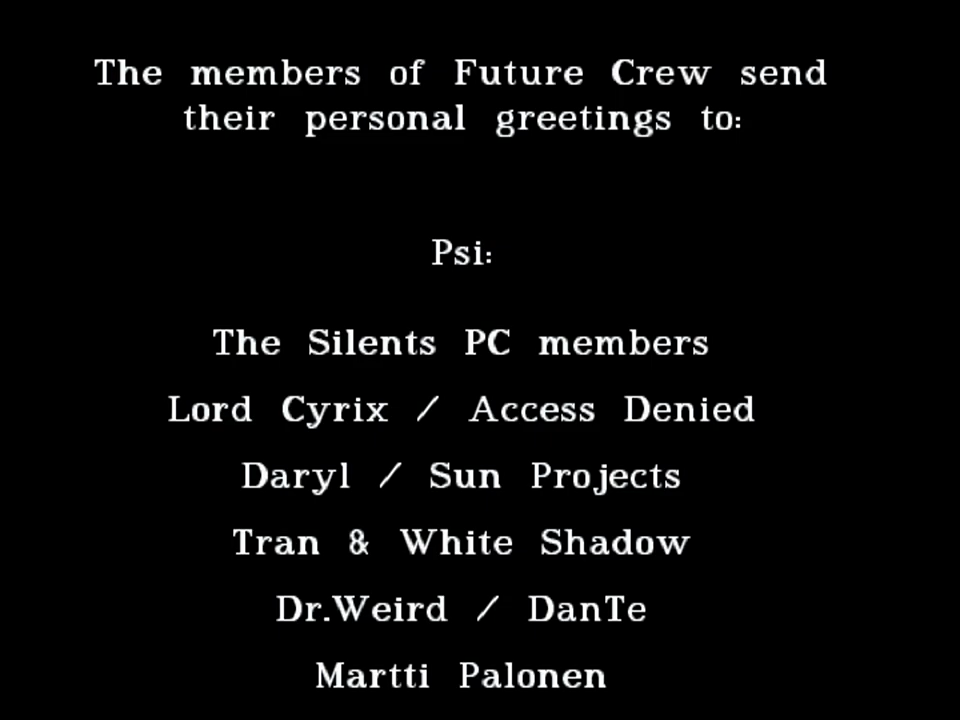 The members of Future Crew send
their personal greetings to:
Psi:
The Silents PC members
Lord Cyrix / Access Denied
Daryl / Sun Projects
Tran & White Shadow
Dr.Weird / DanTe
Martti Palonen